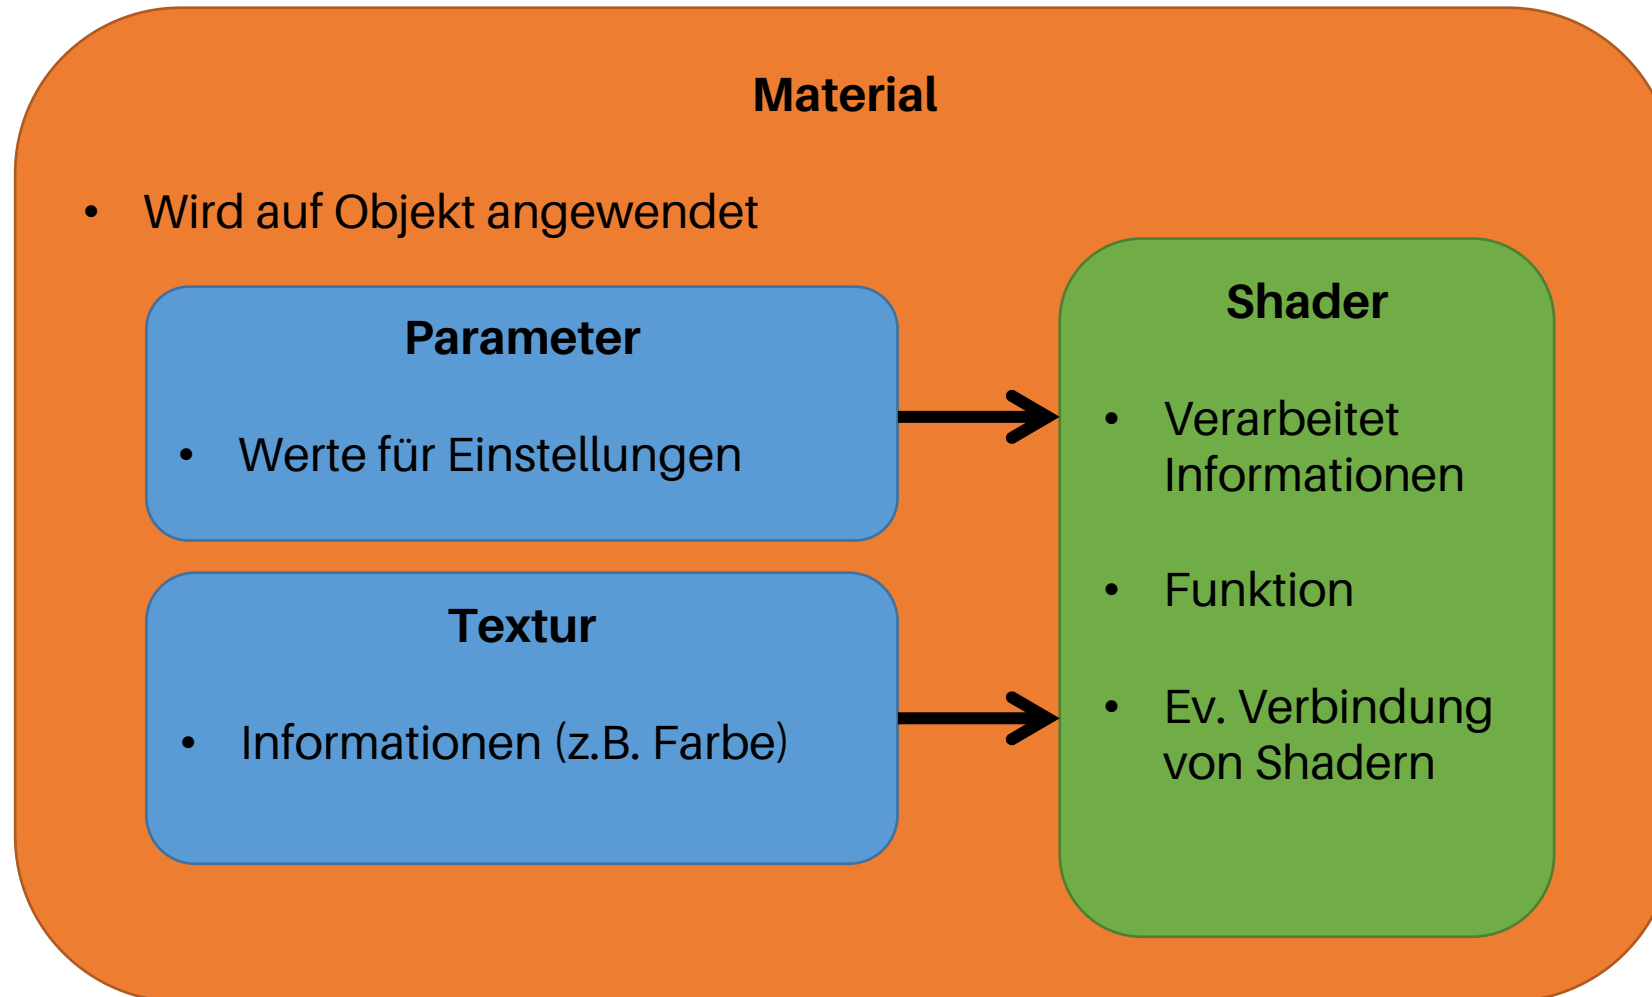 Material
• Wird auf Objekt angewendet
Parameter
• Werte für Einstellungen
Textur
• Informationen (z.B. Farbe)
Shader
• Verarbeitet
Informationen
• Funktion
• Ev. Verbindung
von Shadern